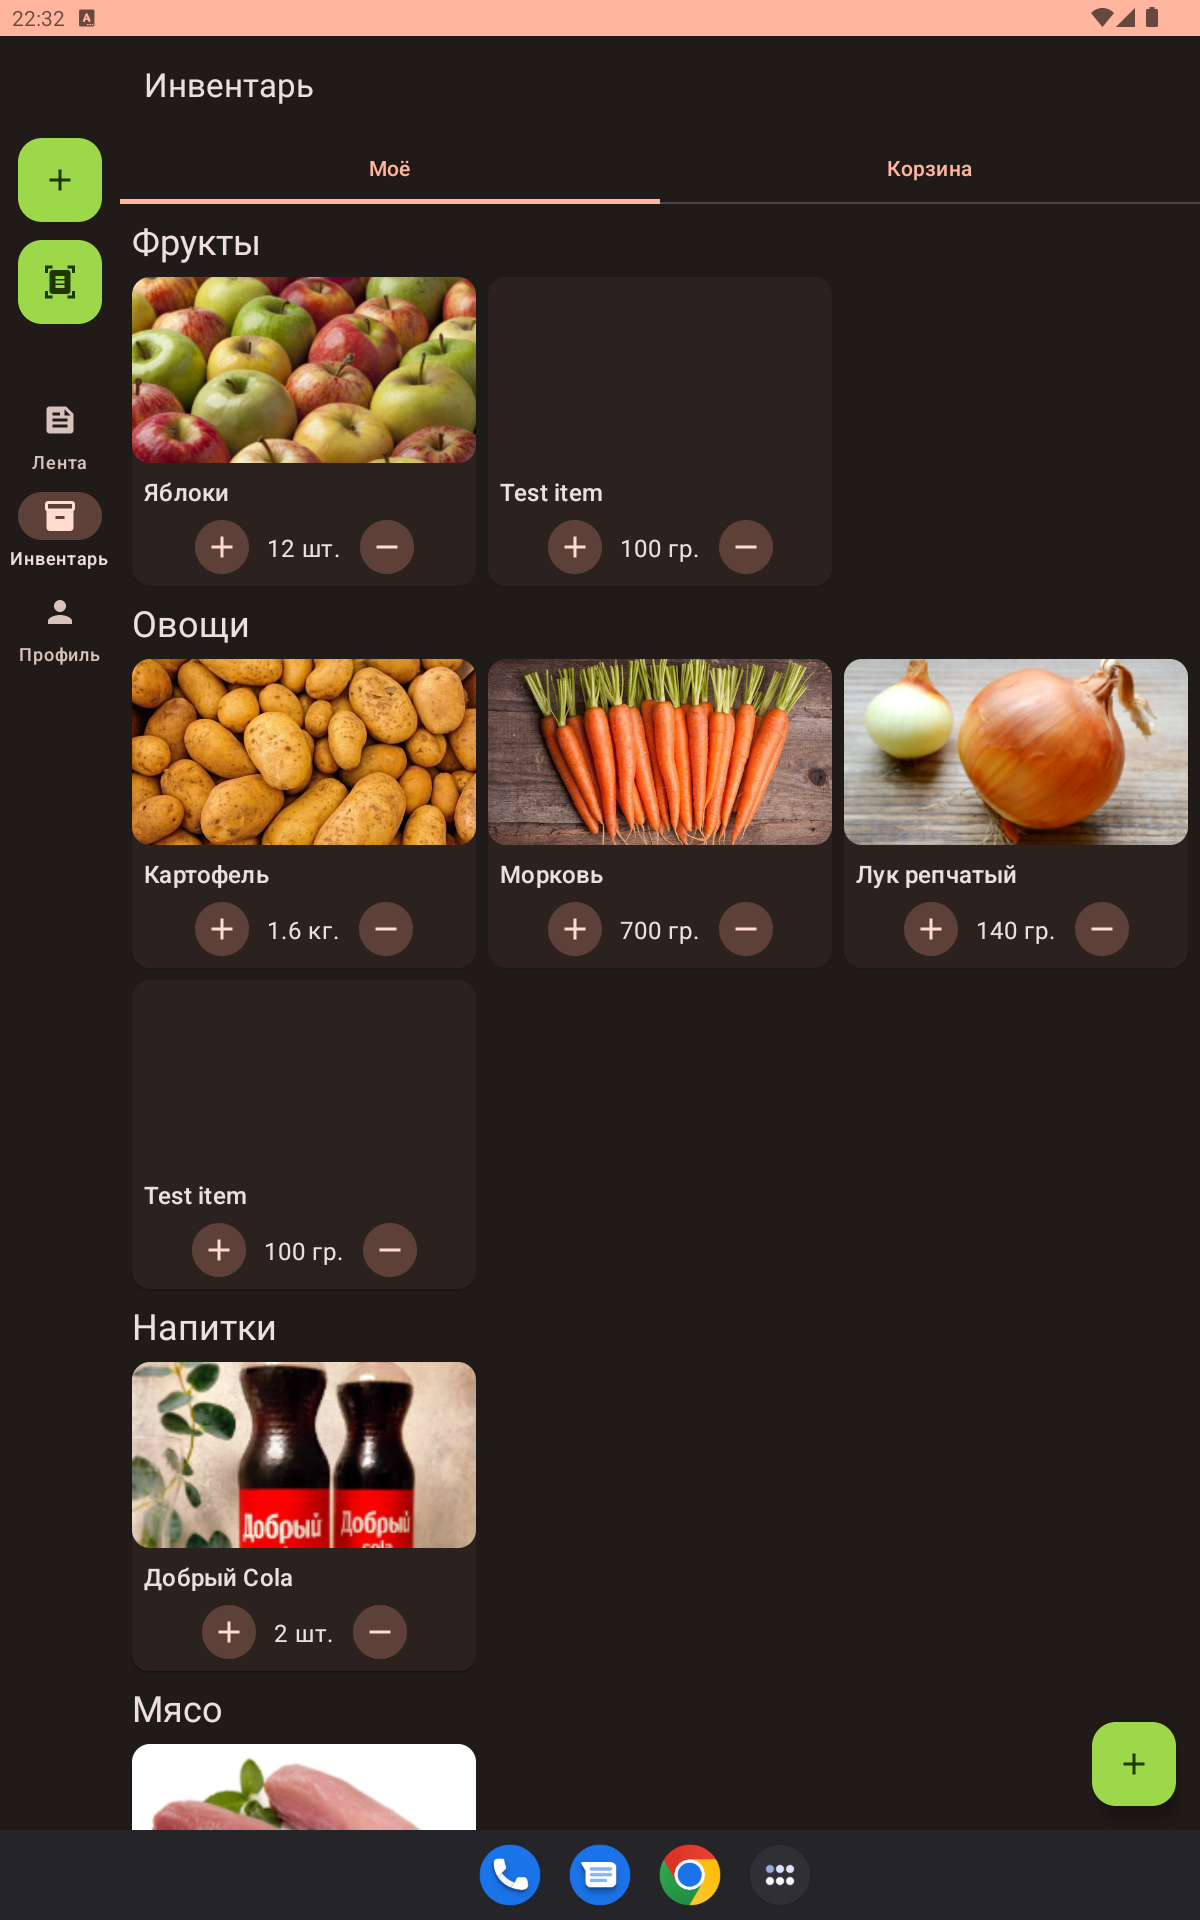 22:32
Инвентарь
Моё
Корзина
Лента
Инвентарь
Профиль
Фрукты
Яблоки
Test item
12 шт.
100 гр.
Овощи
Картофель
Морковь
Лук репчатый
1.6 кг.
700 гр.
140 гр.
Test item
100 гр.
Напитки
Добрый
Добрый
cola
Добрый Cola
2 шт.
Мясо